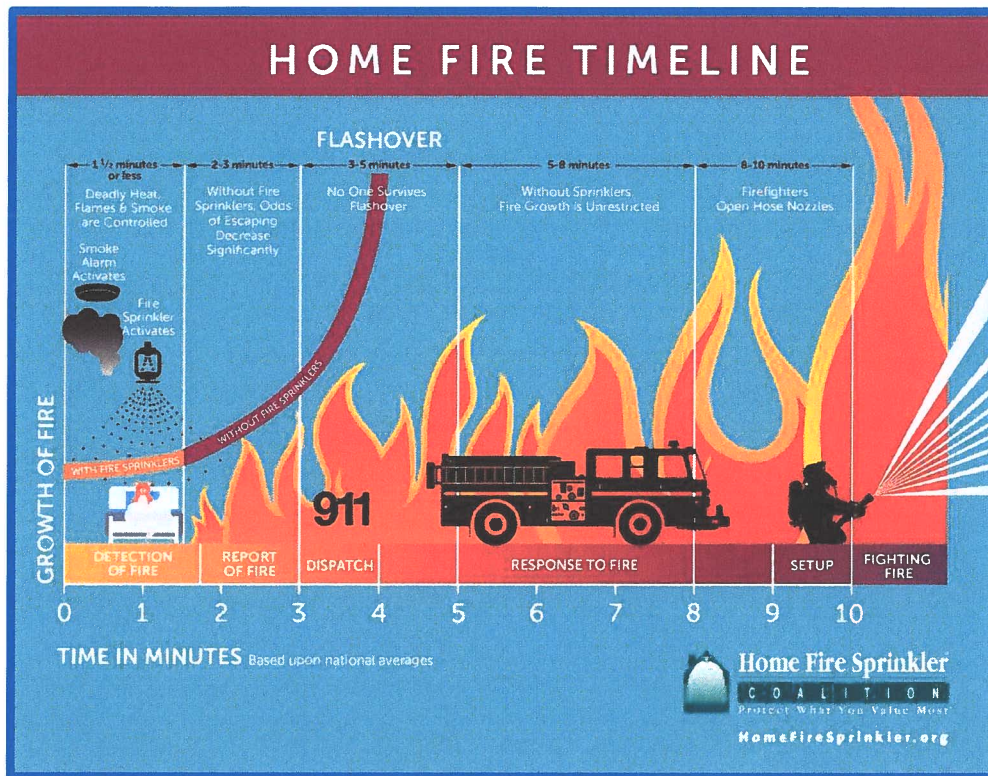 HOME FIRE TIMELINE
FLASHOVER
1 ½ minutes
or less
2-3 minutes
3-5 minutes
5-8 minutes
8-10 minutes
Deadly Heat,
Flames & Smoke
are Controlled
Without Fire
Sprinklers, Odds
of Escaping
Decrease
Significantly
No One Survives
Flashover
Without Sprinklers,
Fire Growth is Unrestricted
Firefighters
Open Hose Nozzles
Smoke
Alarm
Activates
Fire
Sprinkler
Activates
GROWTH OF FIRE
WITH FIRE SPRINKLERS
WITHOUT FIRE SPRINKLERS
911
DETECTION
OF FIRE
REPORT
OF FIRE
DISPATCH
RESPONSE TO FIRE
SETUP
FIGHTING
FIRE
0 1 2 3 4 5 6 7 8 9 10
TIME IN MINUTES Based upon national averages
Home Fire Sprinkler
COALITION
Protect What You Value Most
HomeFireSprinkler.org